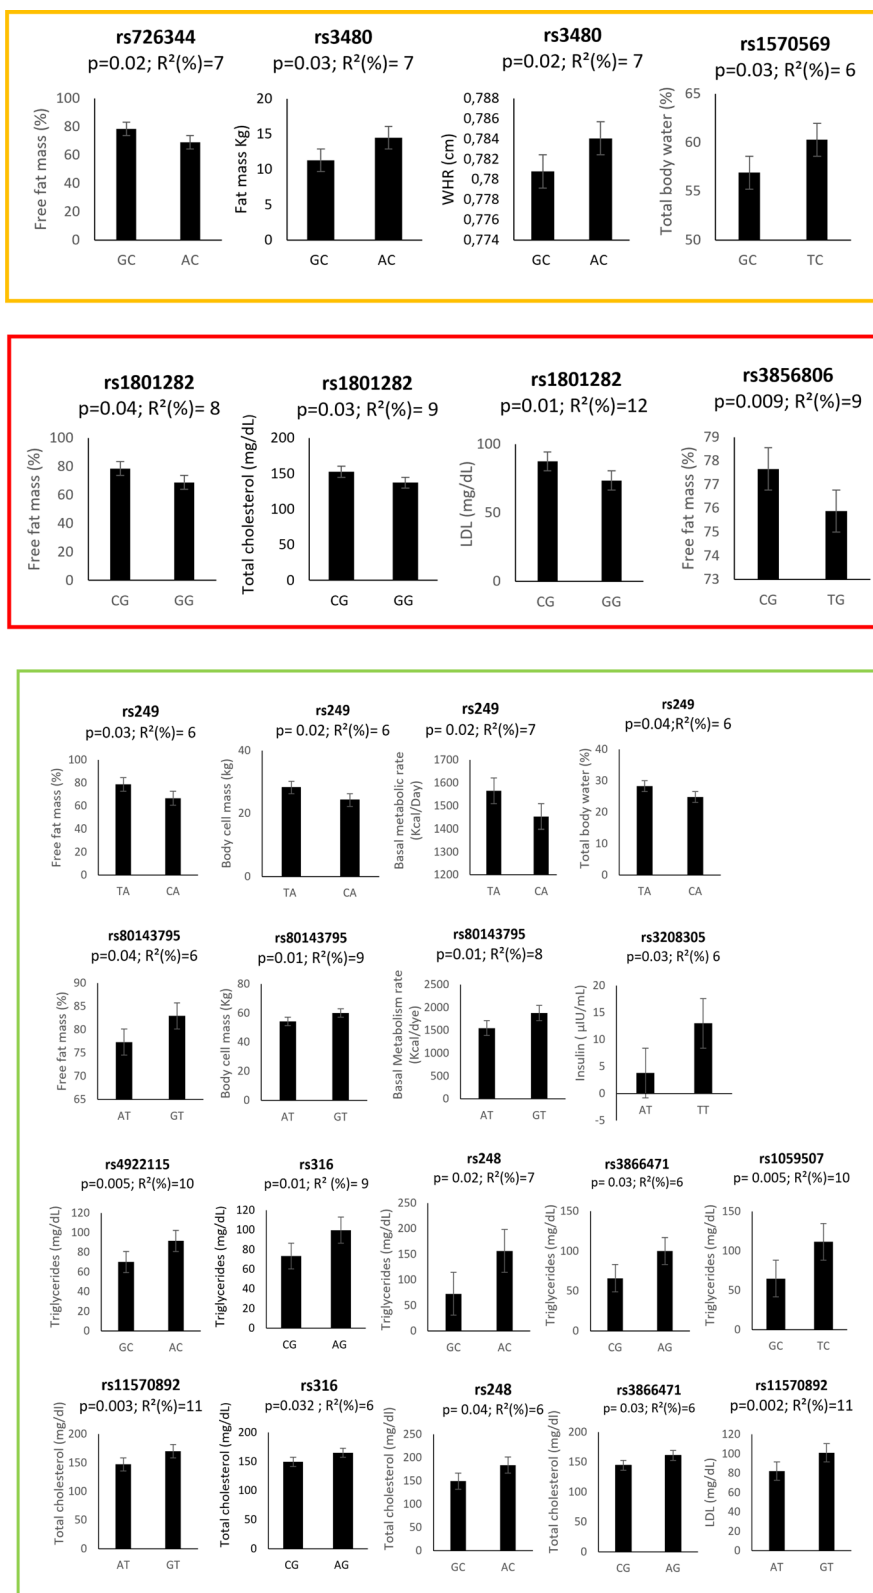 rs726344
p=0.02; R²(%)=7
Free fat mass (%)
100
80
60
40
20
0
GC AC
rs3480
p=0.03; R²(%)= 7
Fat mass Kg)
20
15
10
5
0
GC AC
rs3480
p=0.02; R²(%)= 7
WHR (cm)
0,788
0,786
0,784
0,782
0,78
0,778
0,776
0,774
GC AC
rs1570569
p=0.03; R²(%)= 6
Total body water (%)
65
60
55
50
GC TC
rs1801282
p=0.04; R²(%)= 8
Free fat mass (%)
100
80
60
40
20
0
CG GG
rs1801282
p=0.03; R²(%)= 9
Total cholesterol (mg/dL)
200
150
100
50
0
CG GG
rs1801282
p=0.01; R²(%)=12
LDL (mg/dL)
100
50
0
CG GG
rs3856806
p=0.009; R²(%)=9
Free fat mass (%)
79
78
77
76
75
74
73
CG TG
rs249
p=0.03; R²(%)= 6
Free fat mass (%)
100
80
60
40
20
0
TA CA
rs249
p= 0.02; R²(%)= 6
Body cell mass (kg)
40
20
0
TA CA
rs249
p= 0.02; R²(%)=7
Basal metabolic rate
(Kcal/Day)
1700
1600
1500
1400
1300
1200
TA CA
rs249
p=0.04;R²(%)= 6
Total body water (%)
40
30
20
10
0
TA CA
rs80143795
p=0.04; R²(%)=6
Free fat mass (%)
90
85
80
75
70
65
AT GT
rs80143795
p=0.01; R²(%)=9
Body cell mass (Kg)
80
60
40
20
0
AT GT
rs80143795
p=0.01; R²(%)=8
Basal Metabolism rate
(Kcal/dye)
2500
2000
1500
1000
500
0
AT GT
rs3208305
p=0.03; R²(%) 6
Insulin ( µIU/mL)
20
15
10
5
0
-5
AT TT
rs4922115
p=0.005; R²(%)=10
Triglycerides (mg/dL)
120
100
80
60
40
20
0
GC AC
rs316
p=0.01; R² (%)= 9
Triglycerides (mg/dL)
120
100
80
60
40
20
0
CG AG
rs248
p= 0.02; R²(%)=7
Triglycerides (mg/dL)
250
200
150
100
50
0
GC AC
rs3866471
p= 0.03; R²(%)=6
Triglycerides (mg/dL)
150
100
50
0
CG AG
rs1059507
p= 0.005; R²(%)=10
Triglycerides (mg/dL)
150
100
50
0
GC TC
rs11570892
p=0.003; R²(%)=11
Total cholesterol (mg/dl)
200
150
100
50
0
AT GT
rs316
p=0.032 ; R²(%)=6
Total cholesterol (mg/dL)
200
150
100
50
0
CG AG
rs248
p= 0.04; R²(%)=6
Total cholesterol (mg/dL)
250
200
150
100
50
0
GC AC
rs3866471
p= 0.03; R²(%)=6
Total cholesterol (mg/dL)
200
150
100
50
0
CG AG
rs11570892
p=0.002; R²(%)=11
LDL (mg/dL)
120
100
80
60
40
20
0
AT GT